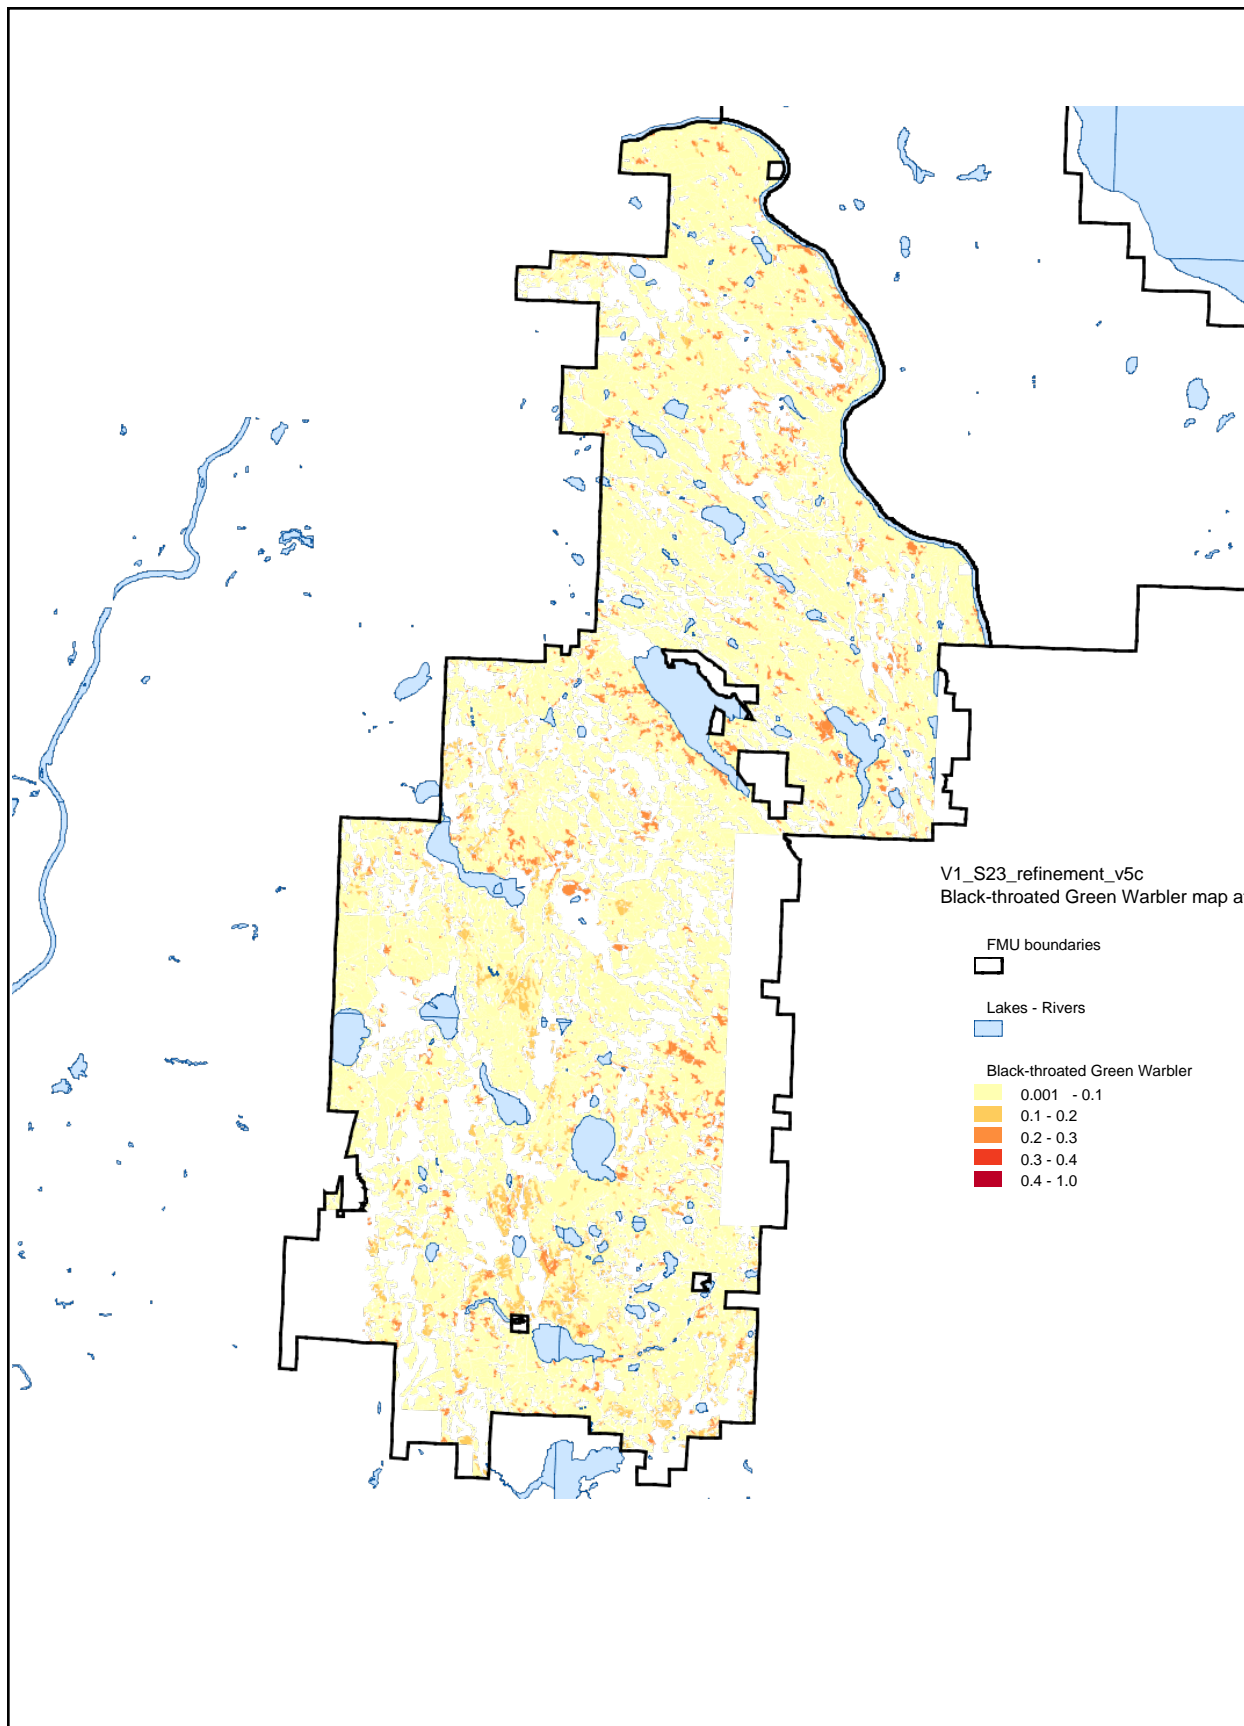 V1_S23_refinement_v5c
Black-throated Green Warbler map a
FMU boundaries
Lakes - Rivers
Black-throated Green Warbler
0.001 - 0.1
0.1 - 0.2
0.2 - 0.3
0.3 - 0.4
0.4 - 1.0